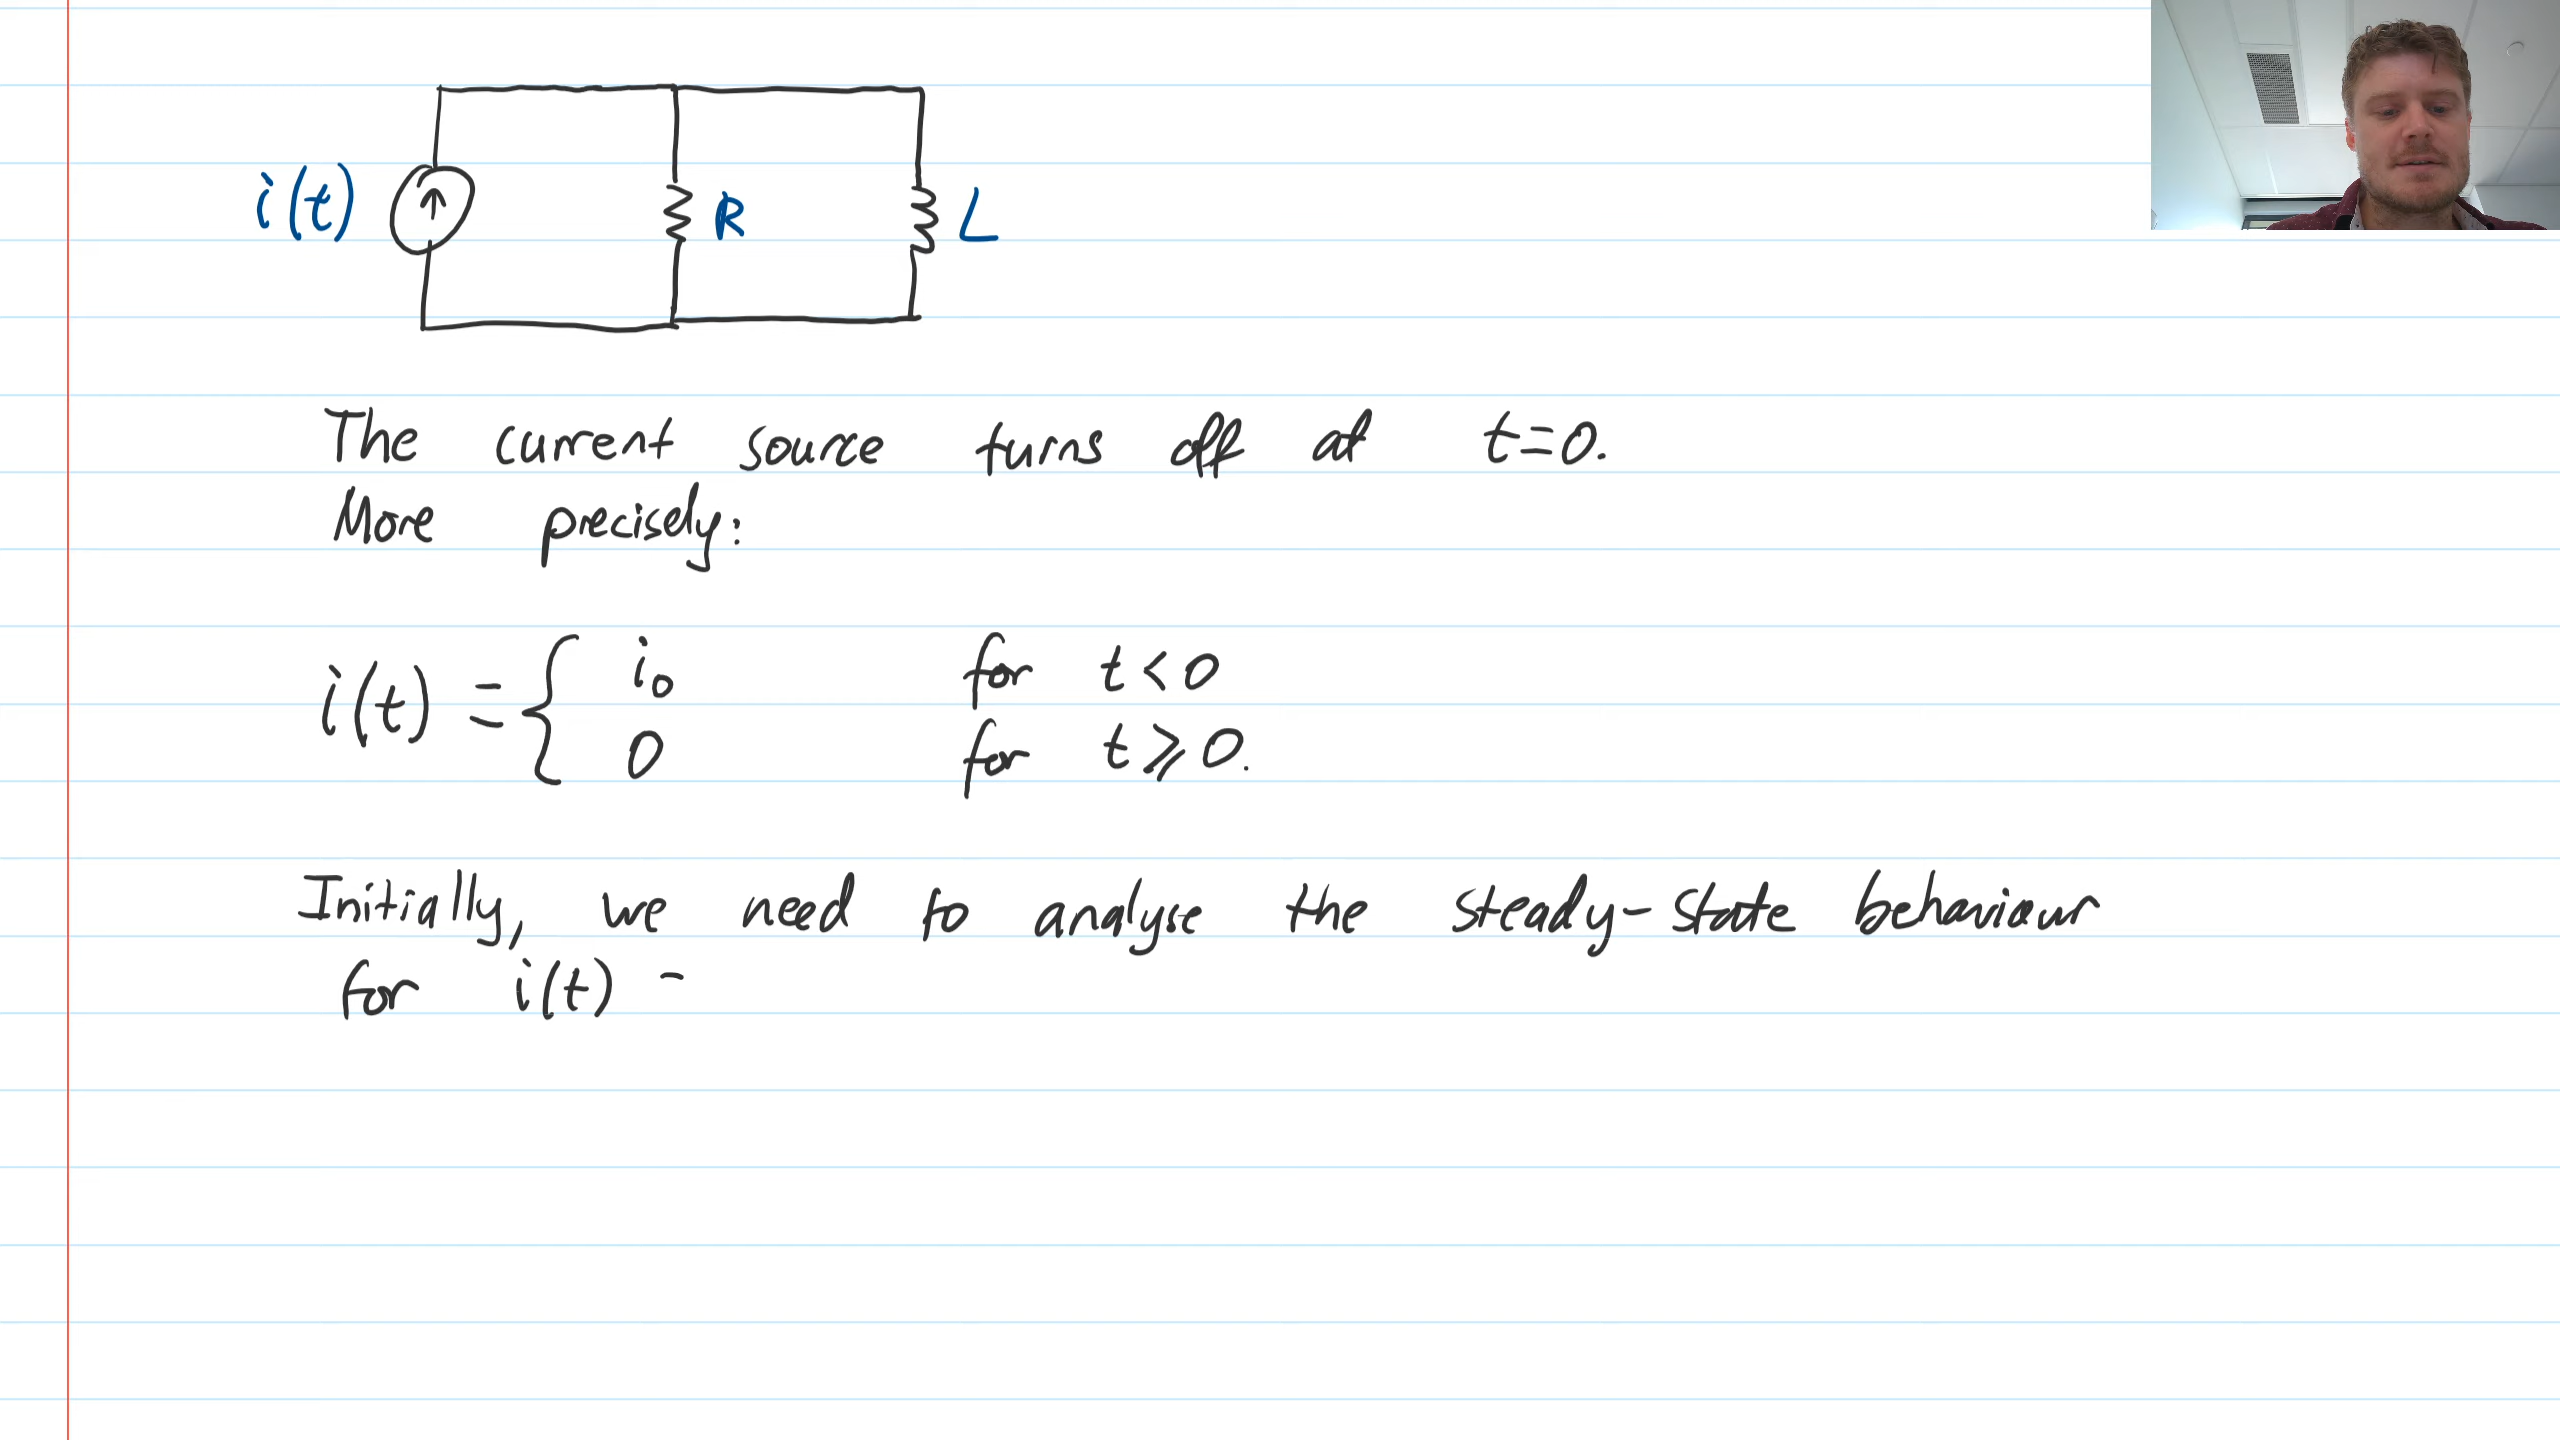 i(t) R L
The current source turns off at t=0.
More precisely:
i(t) = { i₀ for t<0
0 for t⩾0.
Initially, we need to analyse the steady-state behaviour
for i(t) -